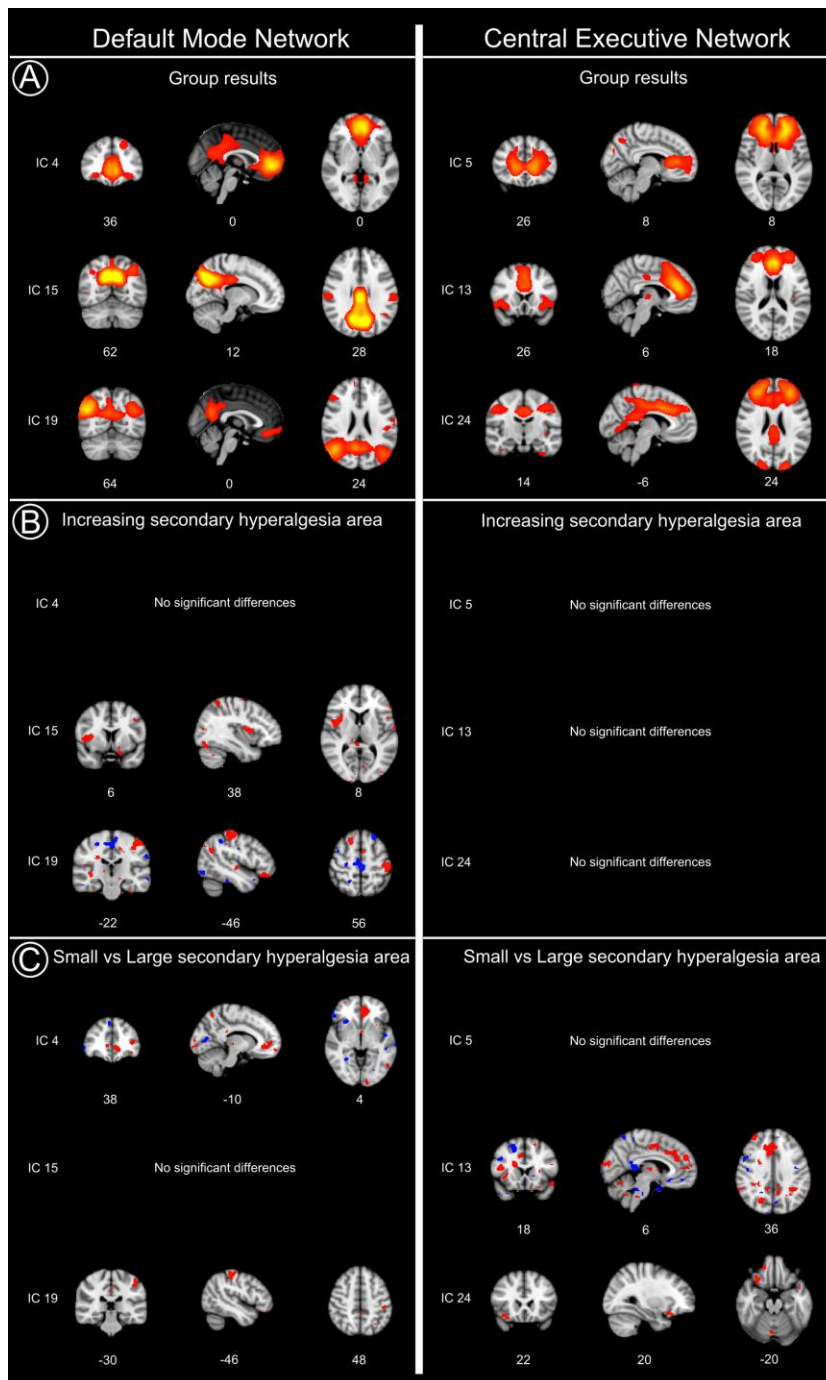 Default Mode Network
A
Group results
IC 4
36 0 0
IC 15
62 12 28
IC 19
64 0 24
B
Increasing secondary hyperalgesia area
IC 4 No significant differences
IC 15
6 38 8
IC 19
-22 -46 56
C
Small vs Large secondary hyperalgesia area
IC 4
38 -10 4
IC 15 No significant differences
IC 19
-30 -46 48
Central Executive Network
Group results
IC 5
26 8 8
IC 13
26 6 18
IC 24
14 -6 24
Increasing secondary hyperalgesia area
IC 5 No significant differences
IC 13 No significant differences
IC 24 No significant differences
Small vs Large secondary hyperalgesia area
IC 5 No significant differences
IC 13
18 6 36
IC 24
22 20 -20